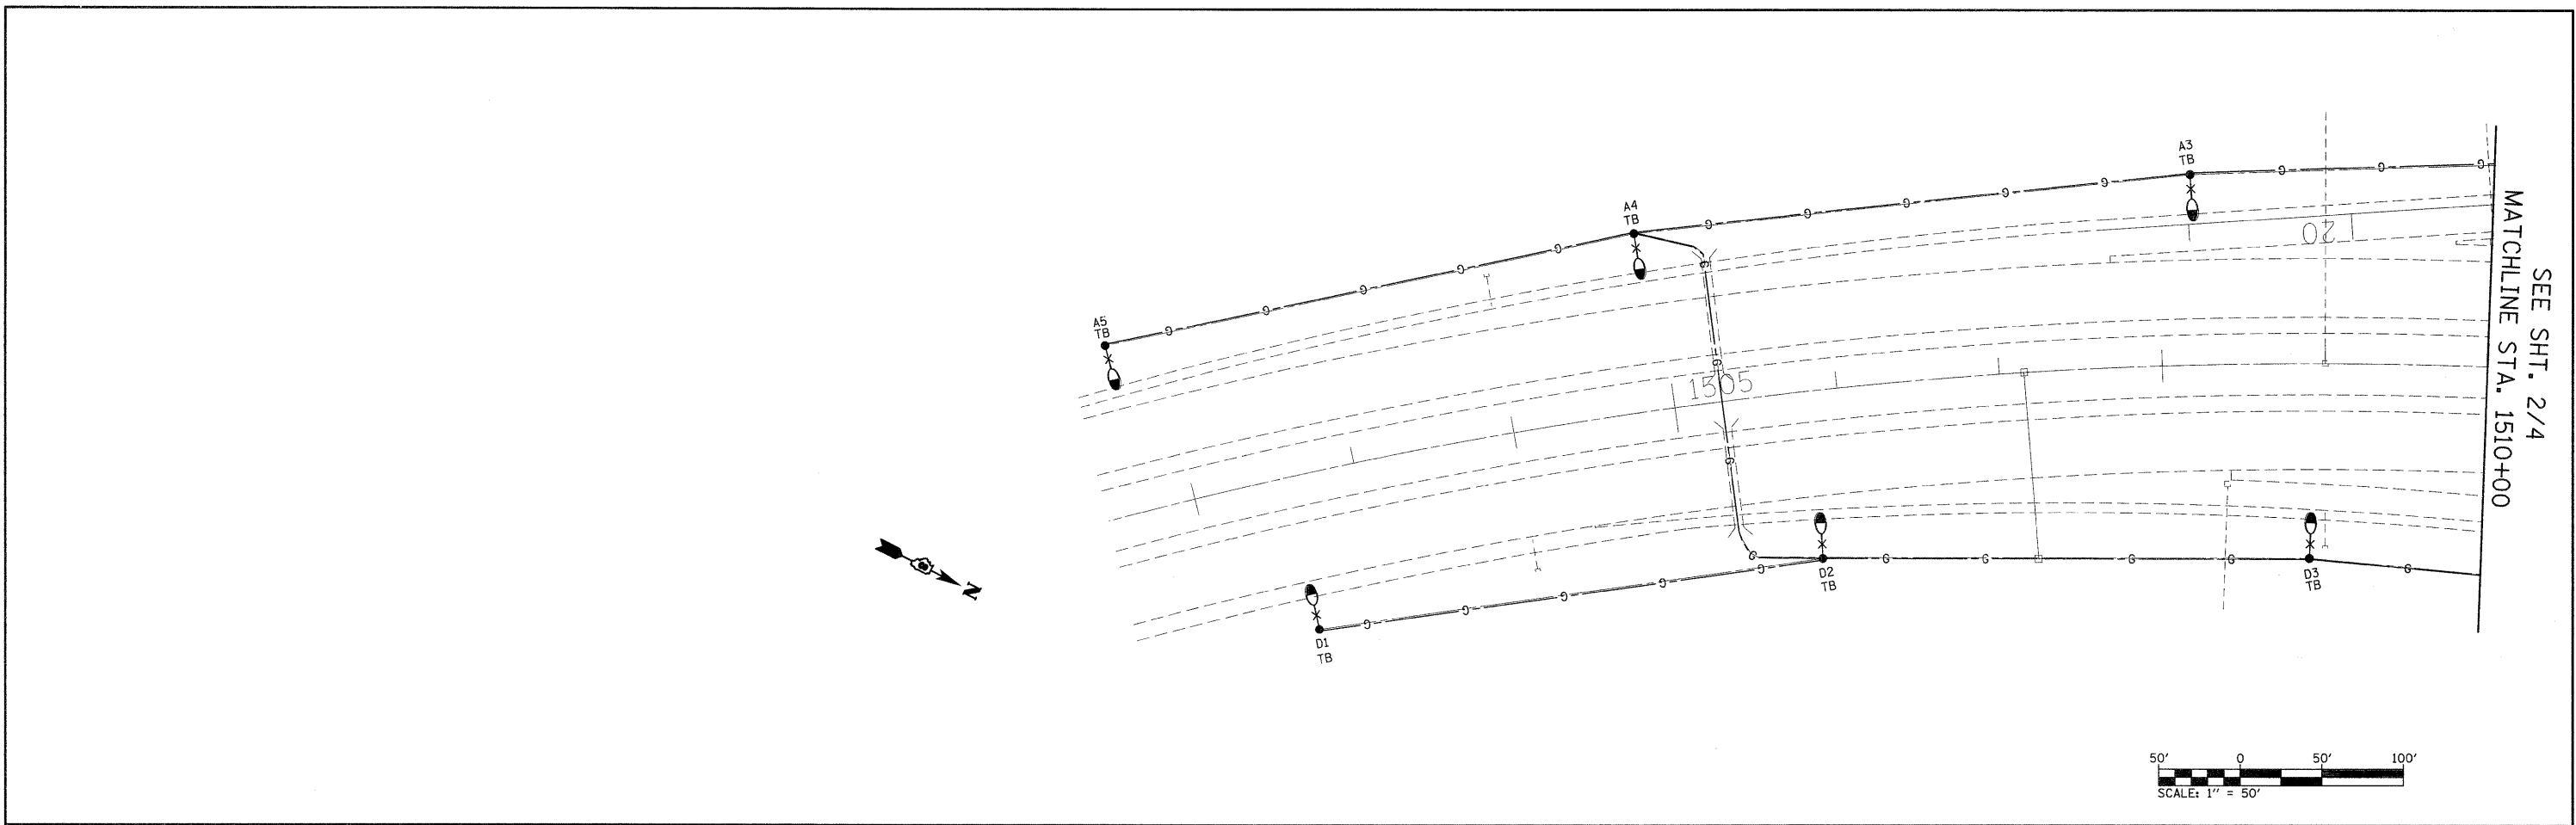 A3
TB
A4
TB
20
A5
TB
1505
SEE SHT. 2/4
MATCHLINE STA. 1510+00
N
D2
TB
D3
TB
D1
TB
G G G G G
G G G G G
G G G
G G G
G G G G G
G G G G
G
50' 0 50' 100'
SCALE: 1" = 50'